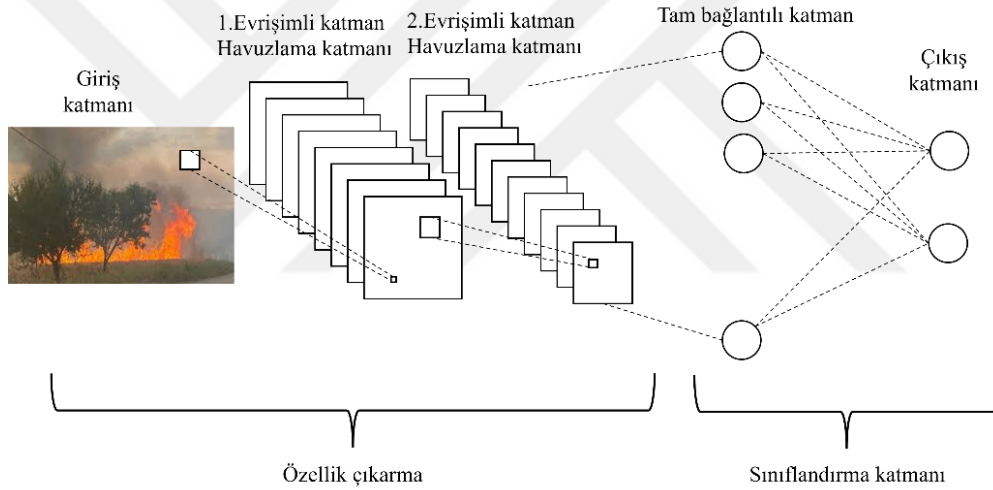 Giriş
katmanı
1.Evrişimli katman
Havuzlama katmanı
2.Evrişimli katman
Havuzlama katmanı
Tam bağlantılı katman
Çıkış
katmanı
Özellik çıkarma
Sınıflandırma katmanı